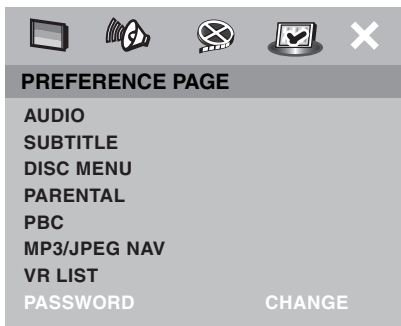 PREFERENCE PAGE
AUDIO
SUBTITLE
DISC MENU
PARENTAL
PBC
MP3/JPEG NAV
VR LIST
PASSWORD CHANGE